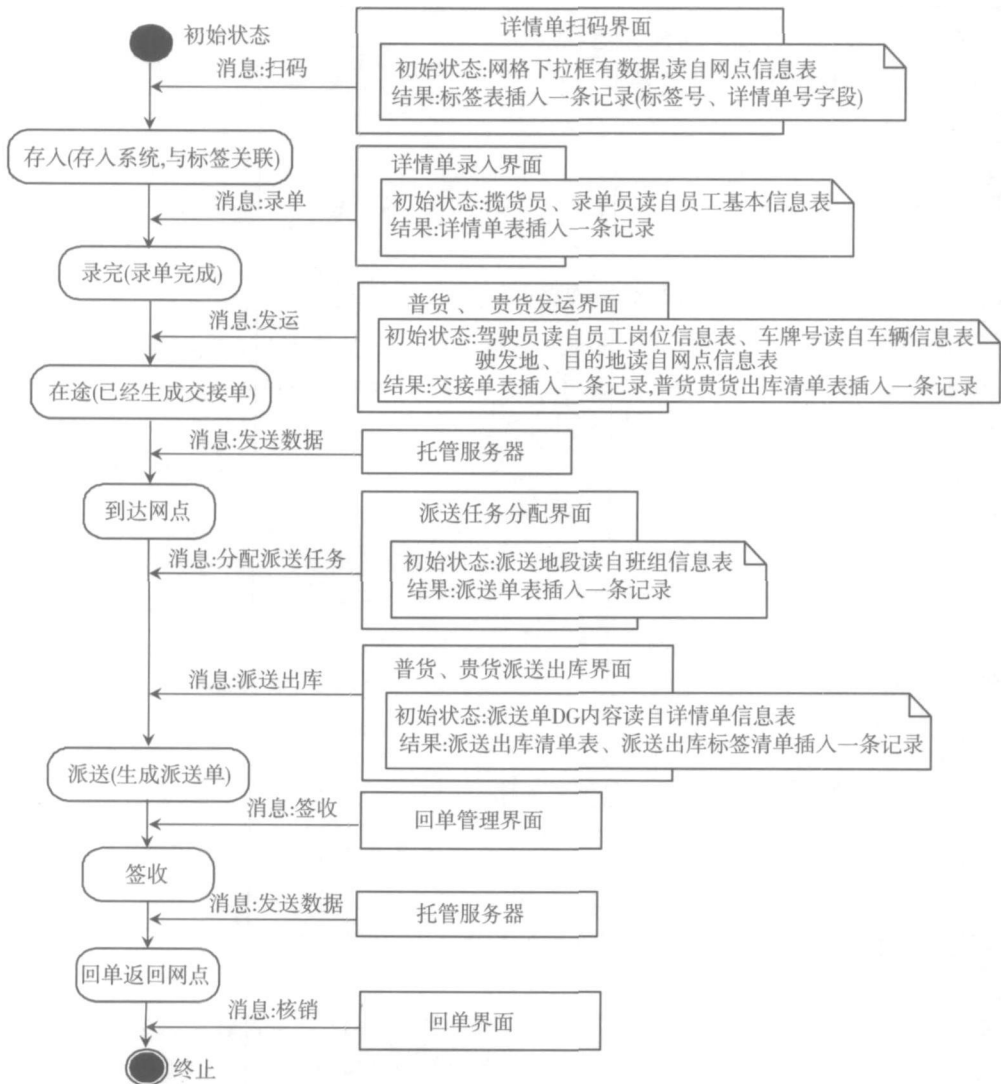 初始状态
详情单扫码界面
消息:扫码
初始状态:网格下拉框有数据,读自网点信息表
结果:标签表插入一条记录(标签号、详情单号字段)
存入(存入系统,与标签关联)
详情单录入界面
消息:录单
初始状态:揽货员、录单员读自员工基本信息表
结果:详情单表插入一条记录
录完(录单完成)
普货、 贵货发运界面
消息:发运
初始状态:驾驶员读自员工岗位信息表、车牌号读自车辆信息表
驶发地、目的地读自网点信息表
结果:交接单表插入一条记录,普货贵货出库清单表插入一条记录
在途(已经生成交接单)
消息:发送数据
托管服务器
到达网点
派送任务分配界面
消息:分配派送任务
初始状态:派送地段读自班组信息表
结果:派送单表插入一条记录
普货、贵货派送出库界面
消息:派送出库
初始状态:派送单DG内容读自详情单信息表
结果:派送出库清单表、派送出库标签清单插入一条记录
派送(生成派送单)
消息:签收
回单管理界面
签收
消息:发送数据
托管服务器
回单返回网点
消息:核销
回单界面
终止